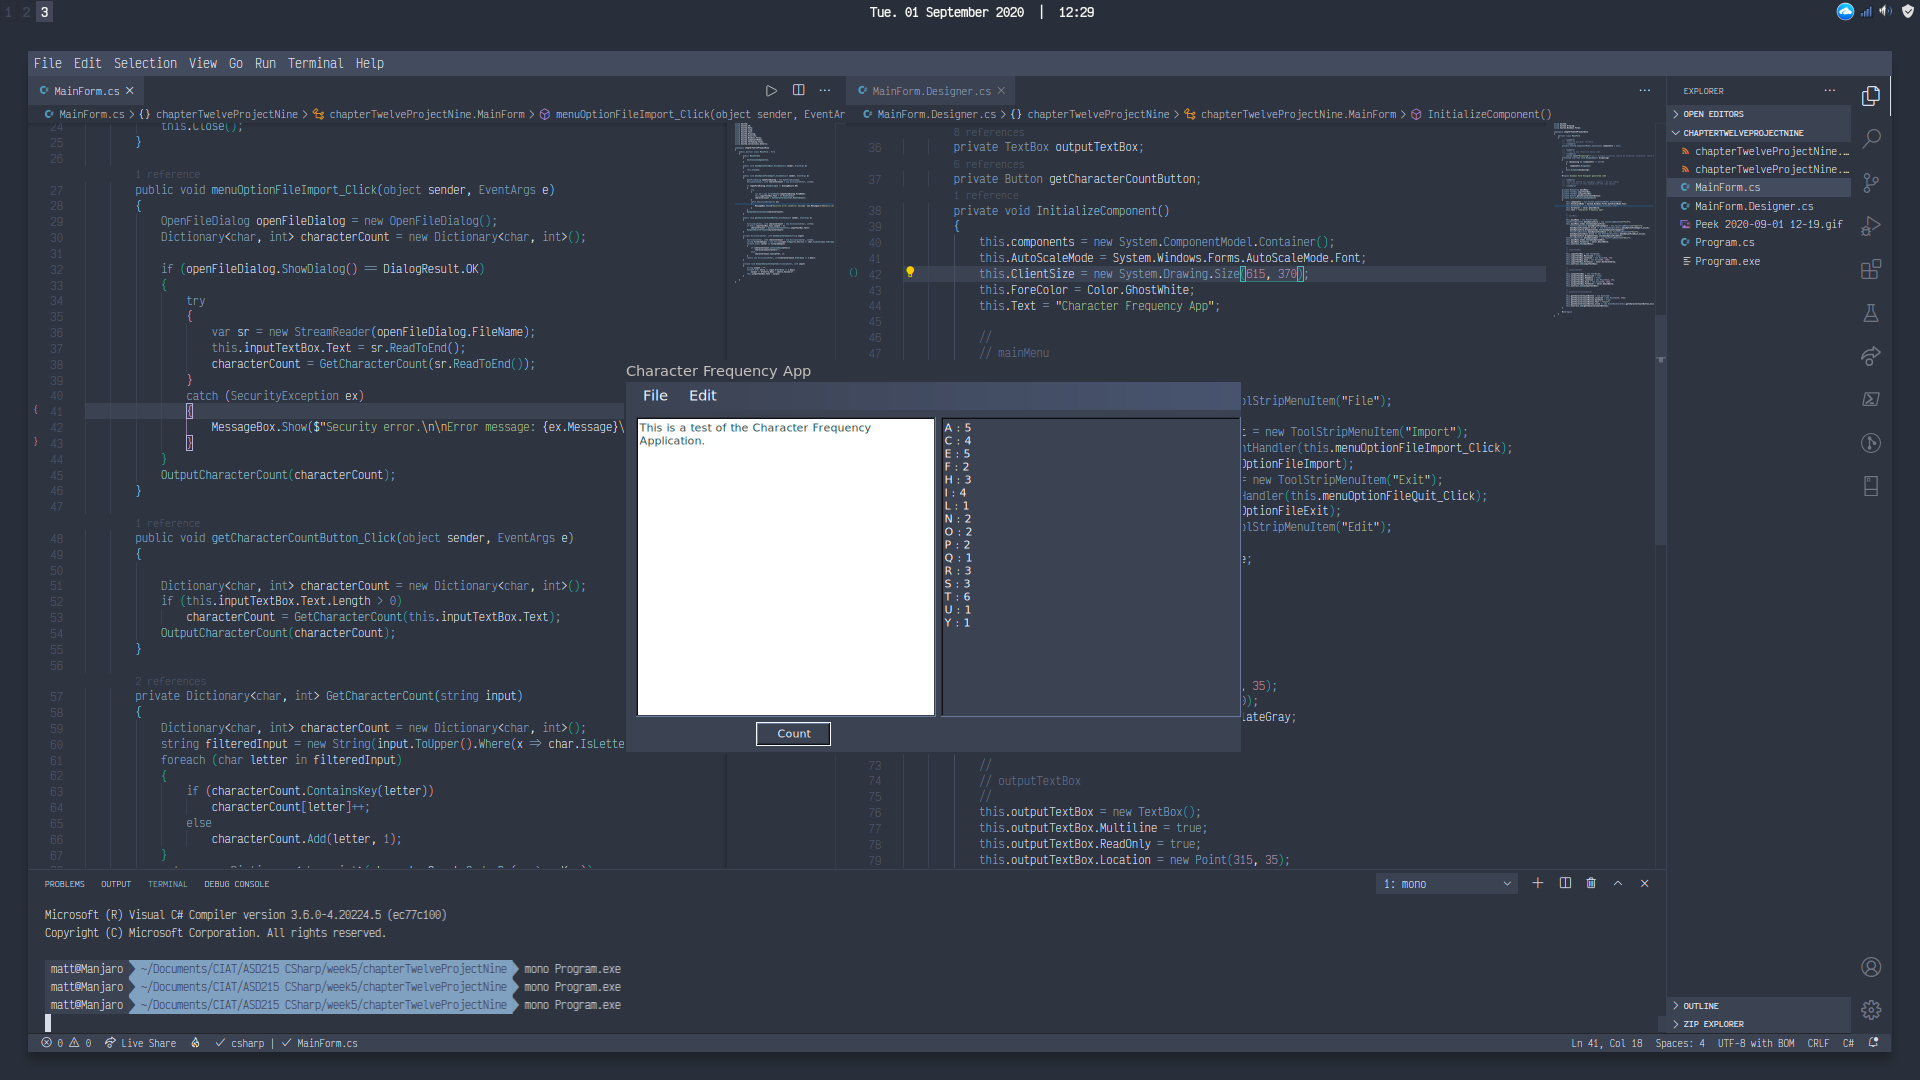 1 2 3
Tue. 01 September 2020 | 12:29
File Edit Selection View Go Run Terminal Help
MainForm.cs
MainForm.cs > {} chapterTwelveProjectNine > chapterTwelveProjectNine.MainForm > menuOptionFileImport_Click(object sender, EventAr
24 this.Close();
25 }
26
1 reference
27 public void menuOptionFileImport_Click(object sender, EventArgs e)
28 {
29 OpenFileDialog openFileDialog = new OpenFileDialog();
30 Dictionary<char, int> characterCount = new Dictionary<char, int>();
31
32 if (openFileDialog.ShowDialog() == DialogResult.OK)
33 {
34 try
35 {
36 var sr = new StreamReader(openFileDialog.FileName);
37 this.inputTextBox.Text = sr.ReadToEnd();
38 characterCount = GetCharacterCount(sr.ReadToEnd());
39 }
40 catch (SecurityException ex)
41 {
42 MessageBox.Show($"Security error.\n\nError message: {ex.Message}\
43 }
44 }
45 OutputCharacterCount(characterCount);
46 }
47
1 reference
48 public void getCharacterCountButton_Click(object sender, EventArgs e)
49 {
50
51 Dictionary<char, int> characterCount = new Dictionary<char, int>();
52 if (this.inputTextBox.Text.Length > 0)
53 characterCount = GetCharacterCount(this.inputTextBox.Text);
54 OutputCharacterCount(characterCount);
55 }
56
2 references
57 private Dictionary<char, int> GetCharacterCount(string input)
58 {
59 Dictionary<char, int> characterCount = new Dictionary<char, int>();
60 string filteredInput = new String(input.ToUpper().Where(x => char.IsLette
61 foreach (char letter in filteredInput)
62 {
63 if (characterCount.ContainsKey(letter))
64 characterCount[letter]++;
65 else
66 characterCount.Add(letter, 1);
67 }
MainForm.Designer.cs
MainForm.Designer.cs > {} chapterTwelveProjectNine > chapterTwelveProjectNine.MainForm > InitializeComponent()
8 references
36 private TextBox outputTextBox;
6 references
37 private Button getCharacterCountButton;
1 reference
38 private void InitializeComponent()
39 {
40 this.components = new System.ComponentModel.Container();
41 this.AutoScaleMode = System.Windows.Forms.AutoScaleMode.Font;
42 this.ClientSize = new System.Drawing.Size(615, 370);
43 this.ForeColor = Color.GhostWhite;
44 this.Text = "Character Frequency App";
45
46 //
47 // mainMenu
olStripMenuItem("File");
t = new ToolStripMenuItem("Import");
ntHandler(this.menuOptionFileImport_Click);
OptionFileImport);
= new ToolStripMenuItem("Exit");
Handler(this.menuOptionFileQuit_Click);
OptionFileExit);
olStripMenuItem("Edit");
e;
, 35);
);
lateGray;
73 //
74 // outputTextBox
75 //
76 this.outputTextBox = new TextBox();
77 this.outputTextBox.Multiline = true;
78 this.outputTextBox.ReadOnly = true;
79 this.outputTextBox.Location = new Point(315, 35);
Character Frequency App
File Edit
This is a test of the Character Frequency
Application.
A : 5
C : 4
E : 5
F : 2
H : 3
I : 4
L : 1
N : 2
O : 2
P : 2
Q : 1
R : 3
S : 3
T : 6
U : 1
Y : 1
Count
EXPLORER
OPEN EDITORS
CHAPTERTWELVEPROJECTNINE
chapterTwelveProjectNine....
chapterTwelveProjectNine....
MainForm.cs
MainForm.Designer.cs
Peek 2020-09-01 12-19.gif
Program.cs
Program.exe
OUTLINE
ZIP EXPLORER
PROBLEMS OUTPUT TERMINAL DEBUG CONSOLE
1: mono
Microsoft (R) Visual C# Compiler version 3.6.0-4.20224.5 (ec77c100)
Copyright (C) Microsoft Corporation. All rights reserved.
matt@Manjaro ~/Documents/CIAT/ASD215 CSharp/week5/chapterTwelveProjectNine mono Program.exe
matt@Manjaro ~/Documents/CIAT/ASD215 CSharp/week5/chapterTwelveProjectNine mono Program.exe
matt@Manjaro ~/Documents/CIAT/ASD215 CSharp/week5/chapterTwelveProjectNine mono Program.exe
0 0 Live Share csharp | MainForm.cs
Ln 41, Col 18 Spaces: 4 UTF-8 with BOM CRLF C#